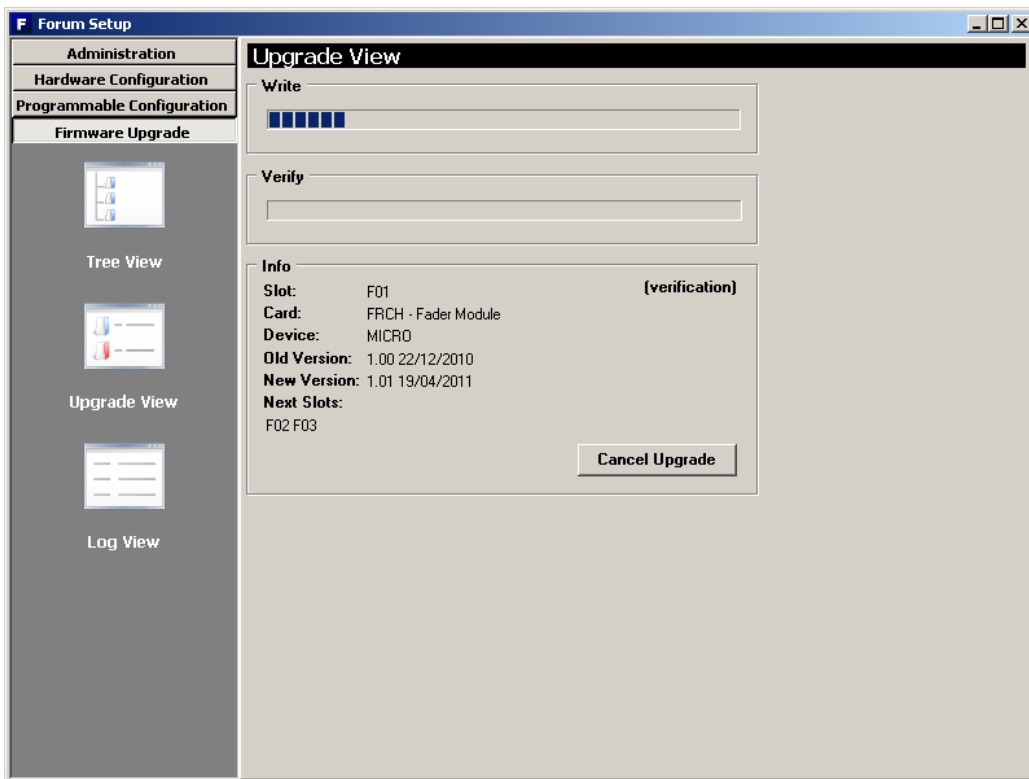 F Forum Setup
Administration
Hardware Configuration
Programmable Configuration
Firmware Upgrade
Tree View
Upgrade View
Log View
Upgrade View
Write
Verify
Info
Slot: F01 (verification)
Card: FRCH - Fader Module
Device: MICRO
Old Version: 1.00 22/12/2010
New Version: 1.01 19/04/2011
Next Slots:
F02 F03
Cancel Upgrade